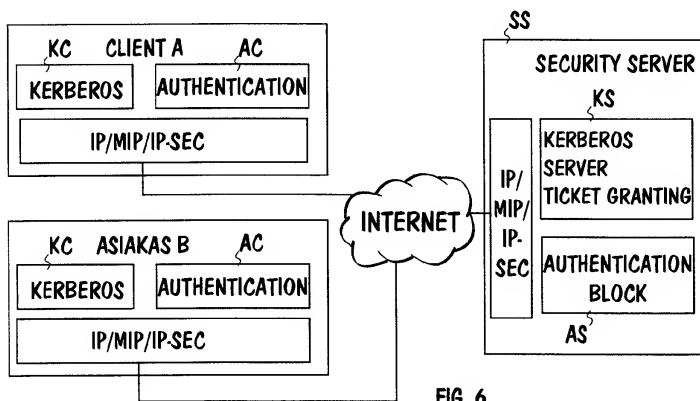 KC CLIENT A AC
KERBEROS AUTHENTICATION
IP/MIP/IP-SEC
KC ASIAKAS B AC
KERBEROS AUTHENTICATION
IP/MIP/IP-SEC
INTERNET
SS
SECURITY SERVER
KS
IP/
MIP/
IP-
SEC
KERBEROS
SERVER
TICKET GRANTING
AUTHENTICATION
BLOCK
AS
FIG. 6